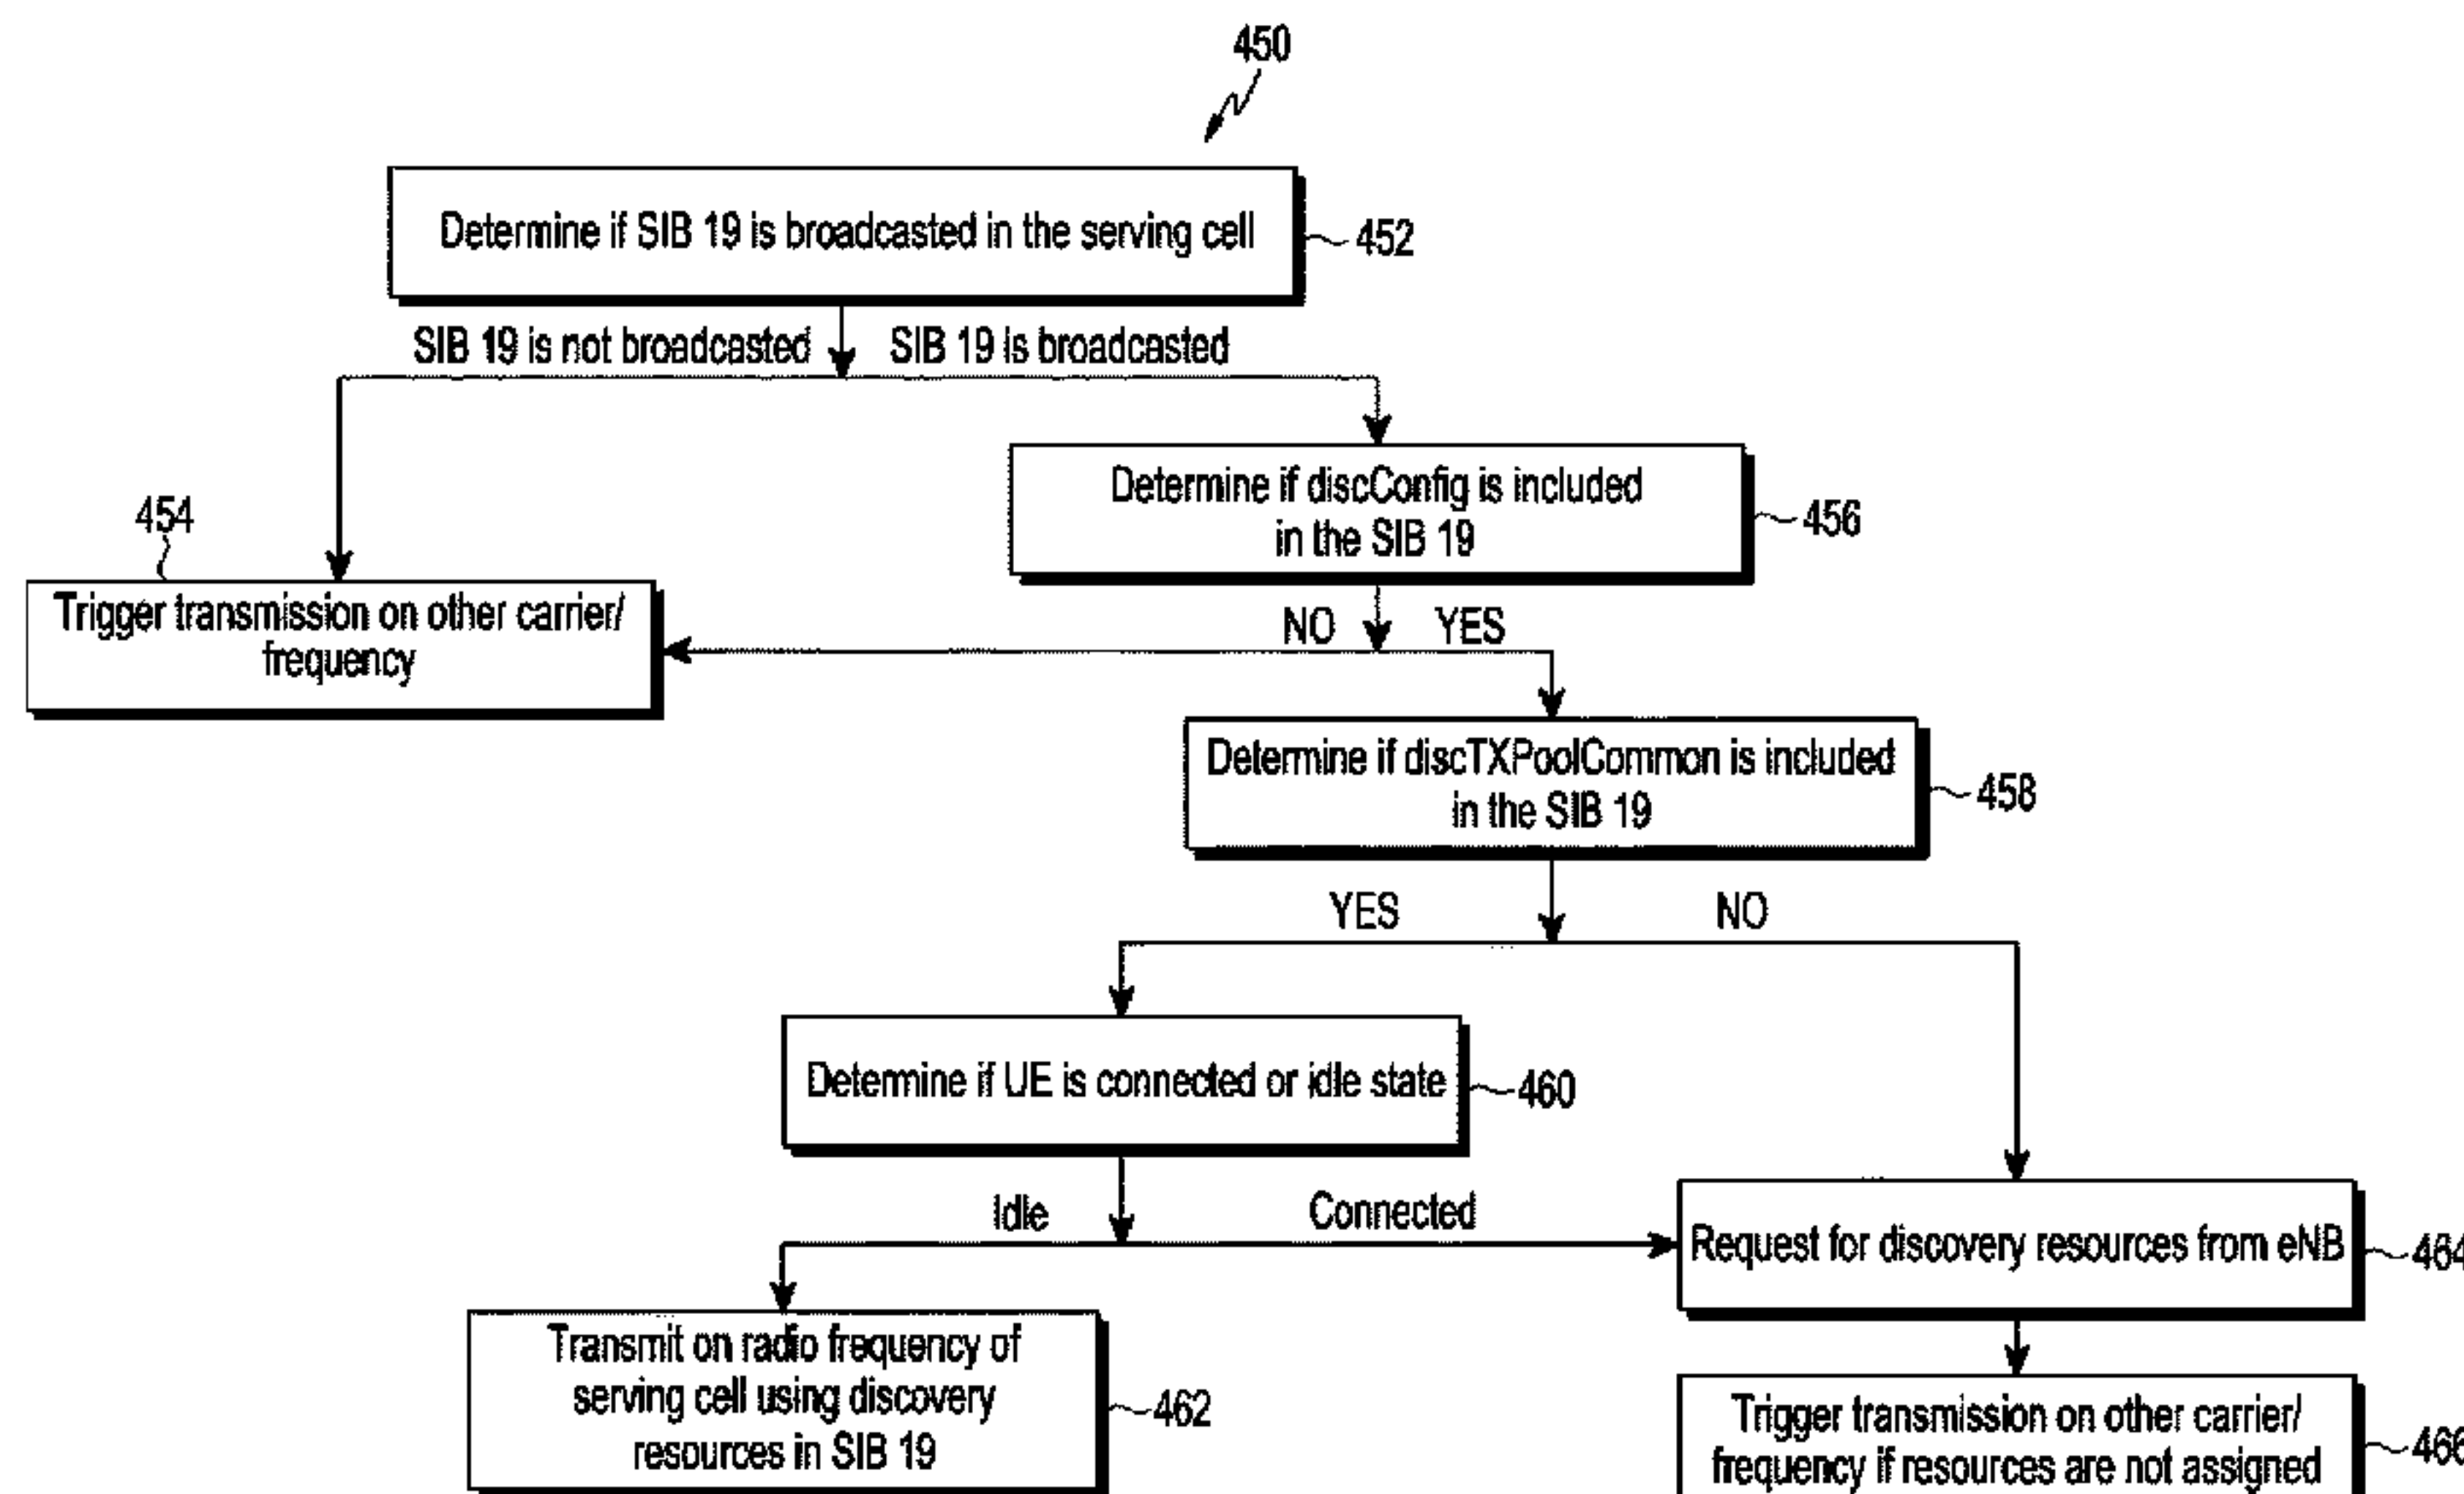 450
Determine if SIB 19 is broadcasted in the serving cell
452
SIB 19 is not broadcasted
SIB 19 is broadcasted
Determine if discConfig is included
in the SIB 19
456
454
Trigger transmission on other carrier/
frequency
NO
YES
Determine if discTXPoolCommon is included
in the SIB 19
458
YES
NO
Determine if UE is connected or idle state
460
Idle
Connected
Request for discovery resources from eNB
464
Transmit on radio frequency of
serving cell using discovery
resources in SIB 19
462
Trigger transmission on other carrier/
frequency if resources are not assigned
466